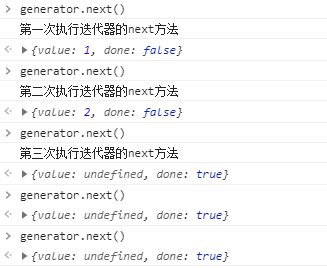 generator.next()
第一次执行迭代器的next方法
{value: 1, done: false}
generator.next()
第二次执行迭代器的next方法
{value: 2, done: false}
generator.next()
第三次执行迭代器的next方法
{value: undefined, done: true}
generator.next()
{value: undefined, done: true}
generator.next()
{value: undefined, done: true}